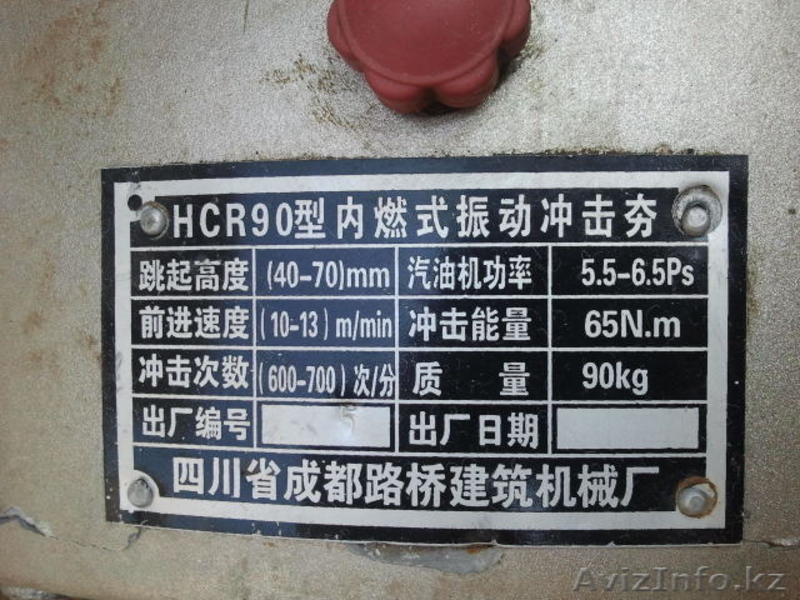 HCR90型内燃式振动冲击夯
跳起高度 (40-70)mm 汽油机功率 5.5-6.5Ps
前进速度 (10-13) m/min 冲击能量 65N.m
冲击次数 (600-700) 次/分 质 量 90kg
出厂编号 出厂日期
四川省成都路桥建筑机械厂
AvizInfo.kz